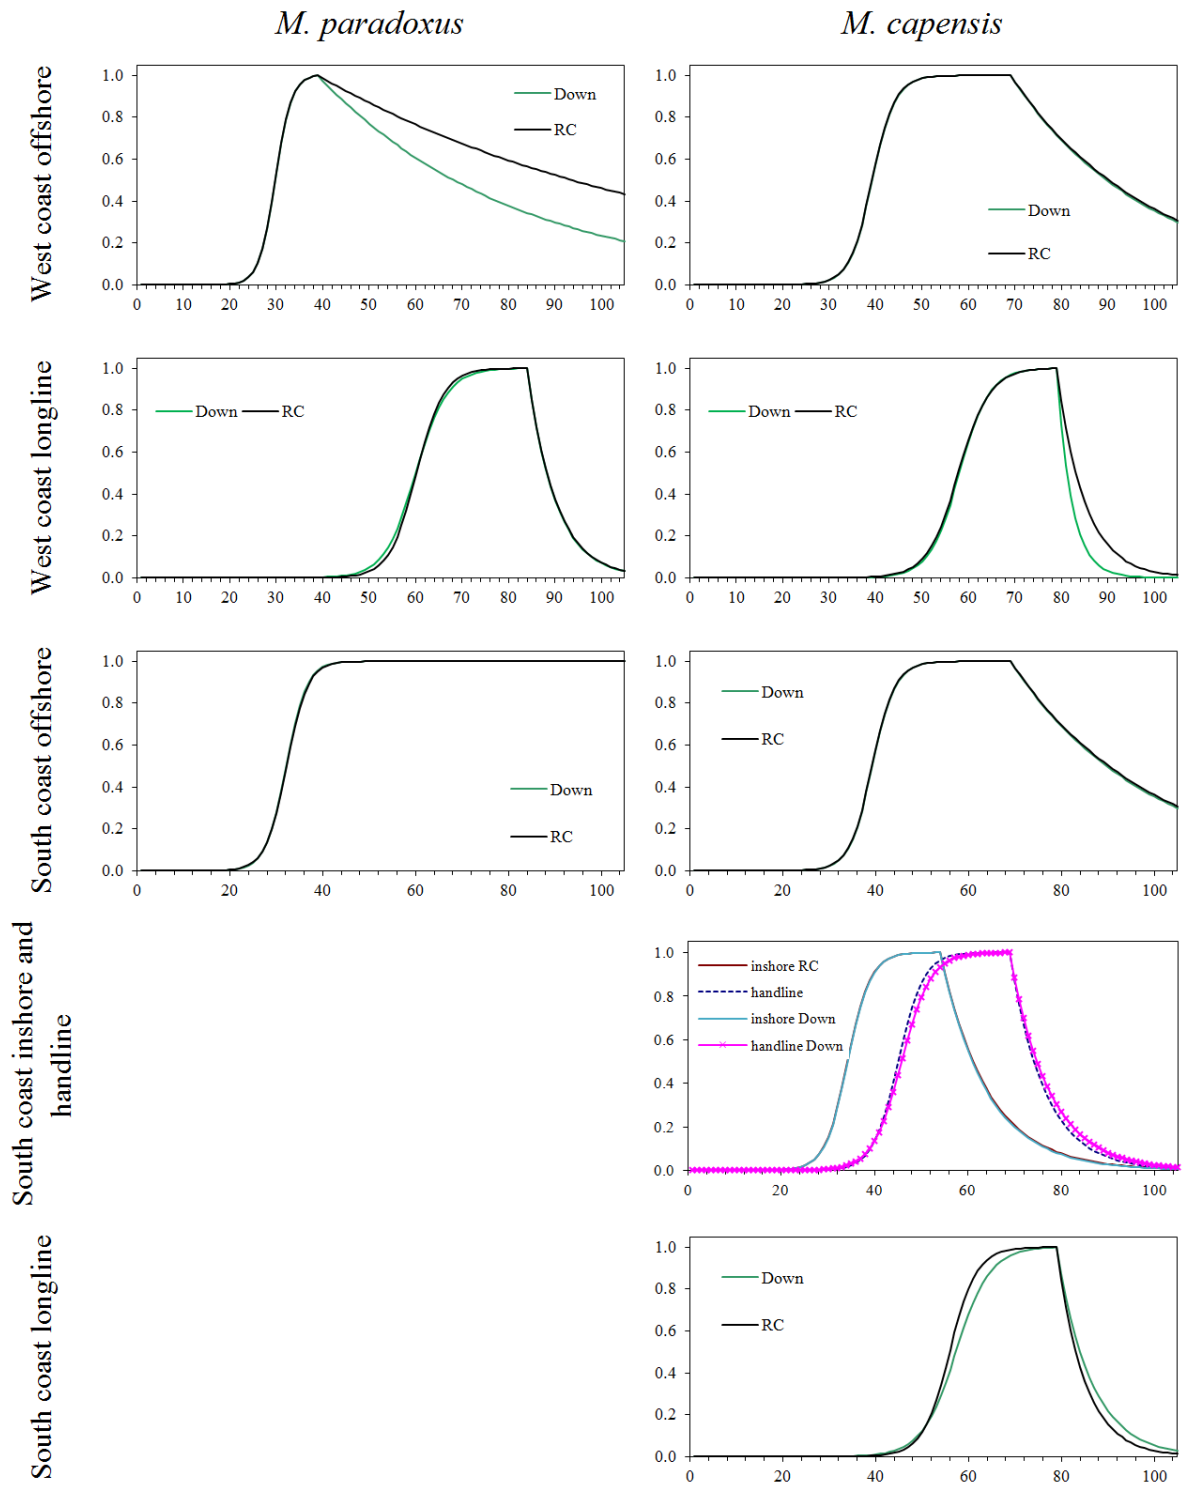 M. paradoxus
M. capensis
West coast offshore
1.0
0.8
0.6
0.4
0.2
0.0
0 10 20 30 40 50 60 70 80 90 100
Down
RC
1.0
0.8
0.6
0.4
0.2
0.0
0 10 20 30 40 50 60 70 80 90 100
Down
RC
West coast longline
1.0
0.8
0.6
0.4
0.2
0.0
0 10 20 30 40 50 60 70 80 90 100
Down RC
1.0
0.8
0.6
0.4
0.2
0.0
0 10 20 30 40 50 60 70 80 90 100
Down RC
South coast offshore
1.0
0.8
0.6
0.4
0.2
0.0
0 20 40 60 80 100
Down
RC
1.0
0.8
0.6
0.4
0.2
0.0
0 20 40 60 80 100
Down
RC
South coast inshore and
handline
1.0
0.8
0.6
0.4
0.2
0.0
0 20 40 60 80 100
inshore RC
handline
inshore Down
handline Down
South coast longline
1.0
0.8
0.6
0.4
0.2
0.0
0 20 40 60 80 100
Down
RC